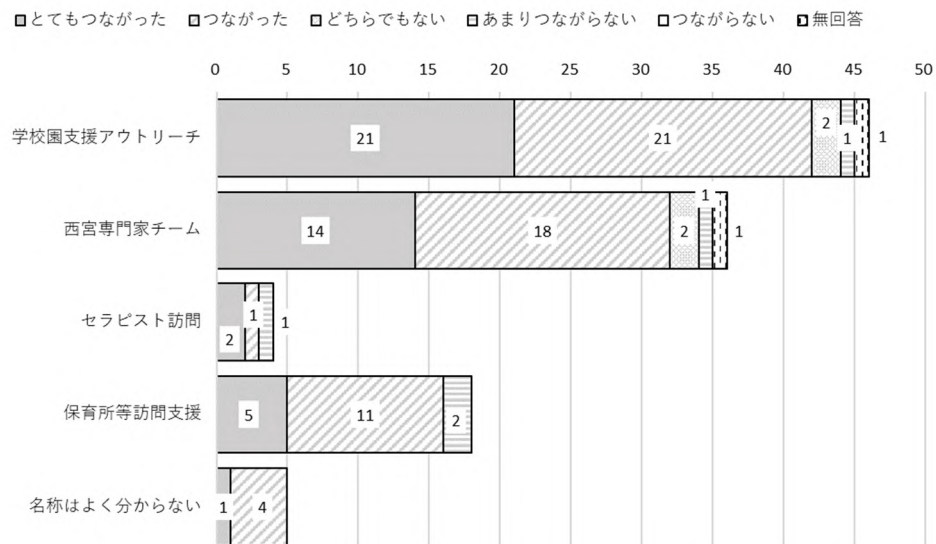 とてもつながった つながった どちらでもない あまりつながらない つながらない 無回答
0 5 10 15 20 25 30 35 40 45 50
学校園支援アウトリーチ 21 21 2 1 1
西宮専門家チーム 14 18 2 1 1
セラピスト訪問 2 1 1
保育所等訪問支援 5 11 2
名称はよく分からない 1 4